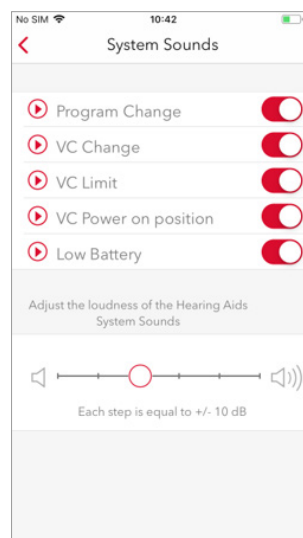 No SIM 10:42
System Sounds
Program Change
VC Change
VC Limit
VC Power on position
Low Battery
Adjust the loudness of the Hearing Aids
System Sounds
Each step is equal to +/- 10 dB